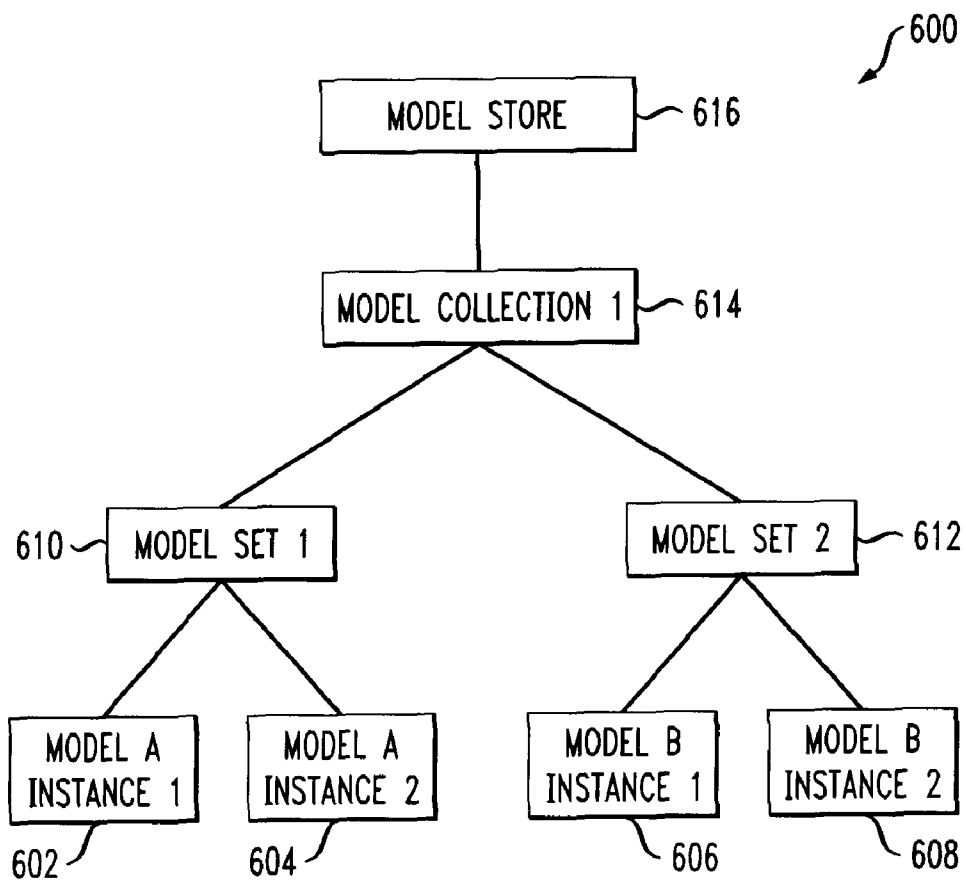 600
MODEL STORE
616
MODEL COLLECTION 1
614
610
MODEL SET 1
MODEL SET 2
612
MODEL A
INSTANCE 1
MODEL A
INSTANCE 2
MODEL B
INSTANCE 1
MODEL B
INSTANCE 2
602
604
606
608